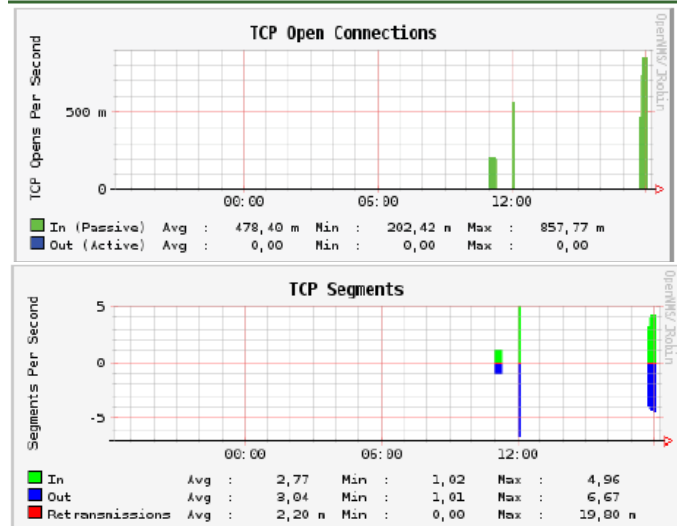 TCP Open Connections
OpenNMS/JRobin
TCP Opens Per Second
500 m
0
00:00 06:00 12:00
In (Passive) Avg : 478,40 m Min : 202,42 m Max : 857,77 m
Out (Active) Avg : 0,00 Min : 0,00 Max : 0,00
TCP Segments
OpenNMS/JRobin
Segments Per Second
5
0
-5
00:00 06:00 12:00
In Avg : 2,77 Min : 1,02 Max : 4,96
Out Avg : 3,04 Min : 1,01 Max : 6,67
Retransmissions Avg : 2,20 m Min : 0,00 Max : 19,80 m